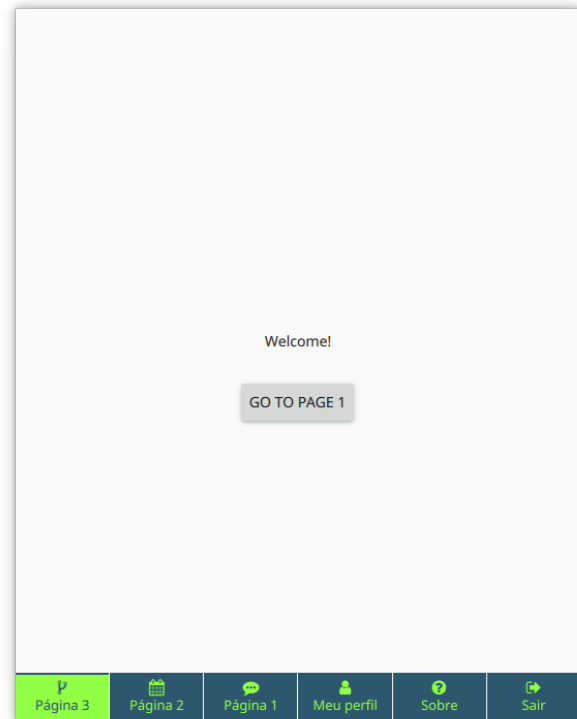 Welcome!
GO TO PAGE 1
Página 3
Página 2
Página 1
Meu perfil
Sobre
Sair